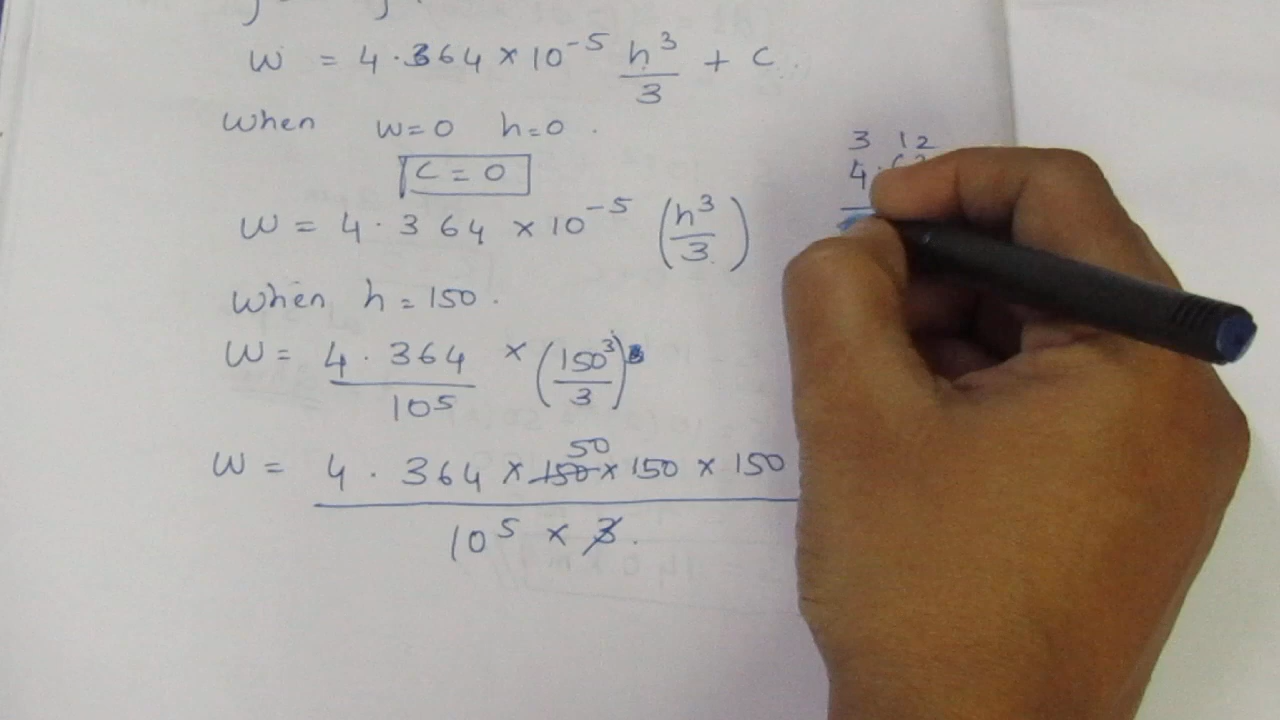 w = 4.364 × 10⁻⁵ h³/3 + c.
When w=0 h=0.
c = 0
w = 4.364 × 10⁻⁵ (h³/3)
When h = 150.
w = 4.364/10⁵ × (150³/3)
50
w = 4.364 × 150 × 150 × 150
10⁵ × 3.
3 12